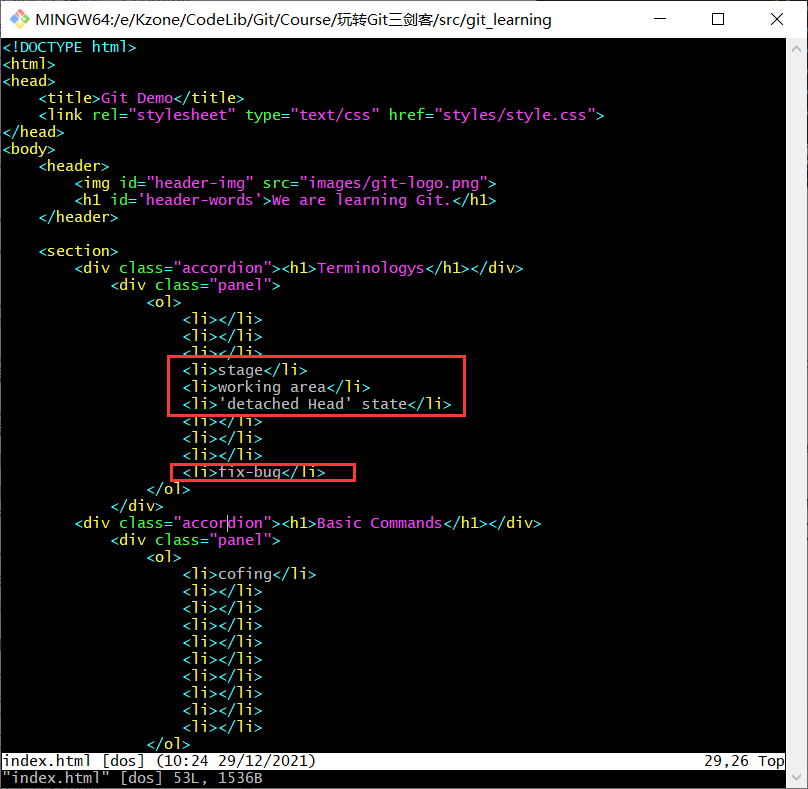 MINGW64:/e/Kzone/CodeLib/Git/Course/玩转Git三剑客/src/git_learning
<!DOCTYPE html>
<html>
<head>
    <title>Git Demo</title>
    <link rel="stylesheet" type="text/css" href="styles/style.css">
</head>
<body>
    <header>
        <img id="header-img" src="images/git-logo.png">
        <h1 id='header-words'>We are learning Git.</h1>
    </header>

    <section>
        <div class="accordion"><h1>Terminologys</h1></div>
            <div class="panel">
                <ol>
                    <li></li>
                    <li></li>
                    <li></li>
                    <li>stage</li>
                    <li>working area</li>
                    <li>'detached Head' state</li>
                    <li></li>
                    <li></li>
                    <li></li>
                    <li>fix-bug</li>
                </ol>
            </div>
        <div class="accordion"><h1>Basic Commands</h1></div>
            <div class="panel">
                <ol>
                    <li>cofing</li>
                    <li></li>
                    <li></li>
                    <li></li>
                    <li></li>
                    <li></li>
                    <li></li>
                    <li></li>
                    <li></li>
                    <li></li>
                </ol>
index.html [dos] (10:24 29/12/2021) 29,26 Top
"index.html" [dos] 53L, 1536B